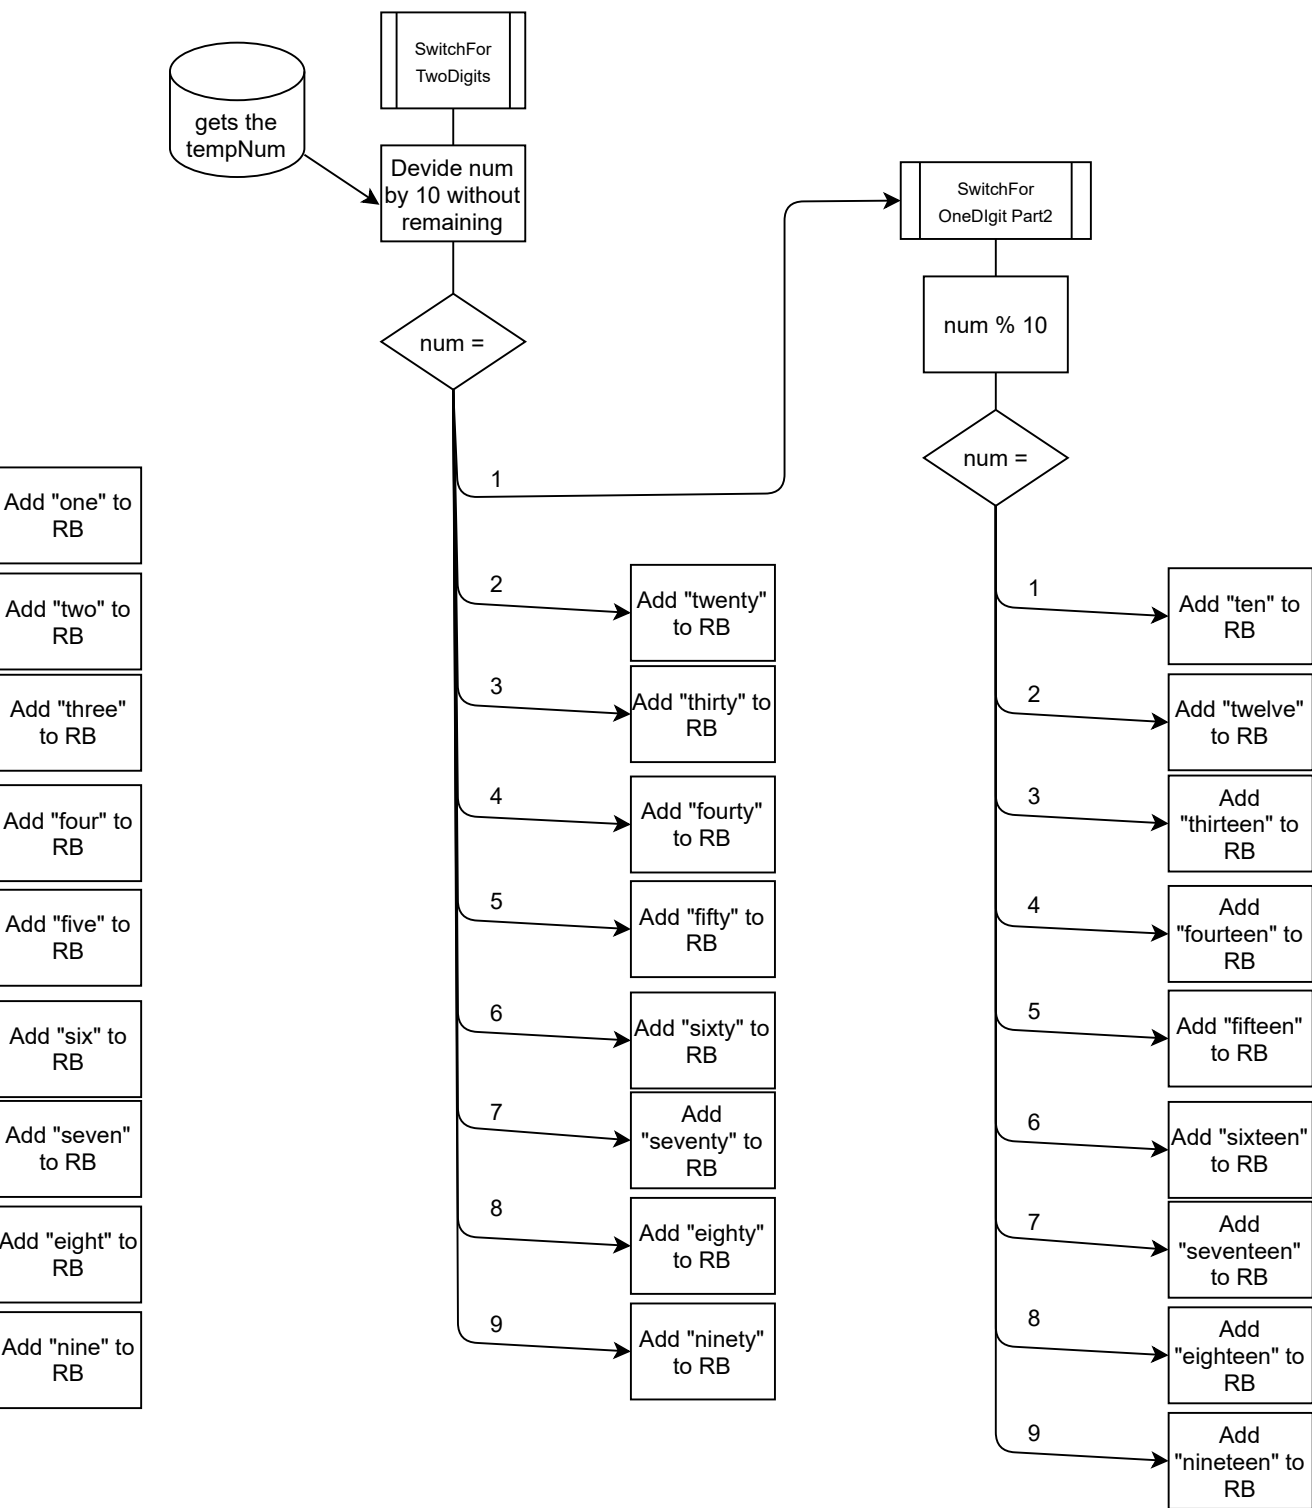 SwitchFor
TwoDigits
gets the
tempNum
Devide num
by 10 without
remaining
num =
SwitchFor
OneDIgit Part2
num % 10
num =
Add "one" to
RB
Add "two" to
RB
Add "three"
to RB
Add "four" to
RB
Add "five" to
RB
Add "six" to
RB
Add "seven"
to RB
Add "eight" to
RB
Add "nine" to
RB
1
2
Add "twenty"
to RB
3
Add "thirty" to
RB
4
Add "fourty"
to RB
5
Add "fifty" to
RB
6
Add "sixty" to
RB
7
Add
"seventy" to
RB
8
Add "eighty"
to RB
9
Add "ninety"
to RB
1
Add "ten" to
RB
2
Add "twelve"
to RB
3
Add
"thirteen" to
RB
4
Add
"fourteen" to
RB
5
Add "fifteen"
to RB
6
Add "sixteen"
to RB
7
Add
"seventeen"
to RB
8
Add
"eighteen" to
RB
9
Add
"nineteen" to
RB